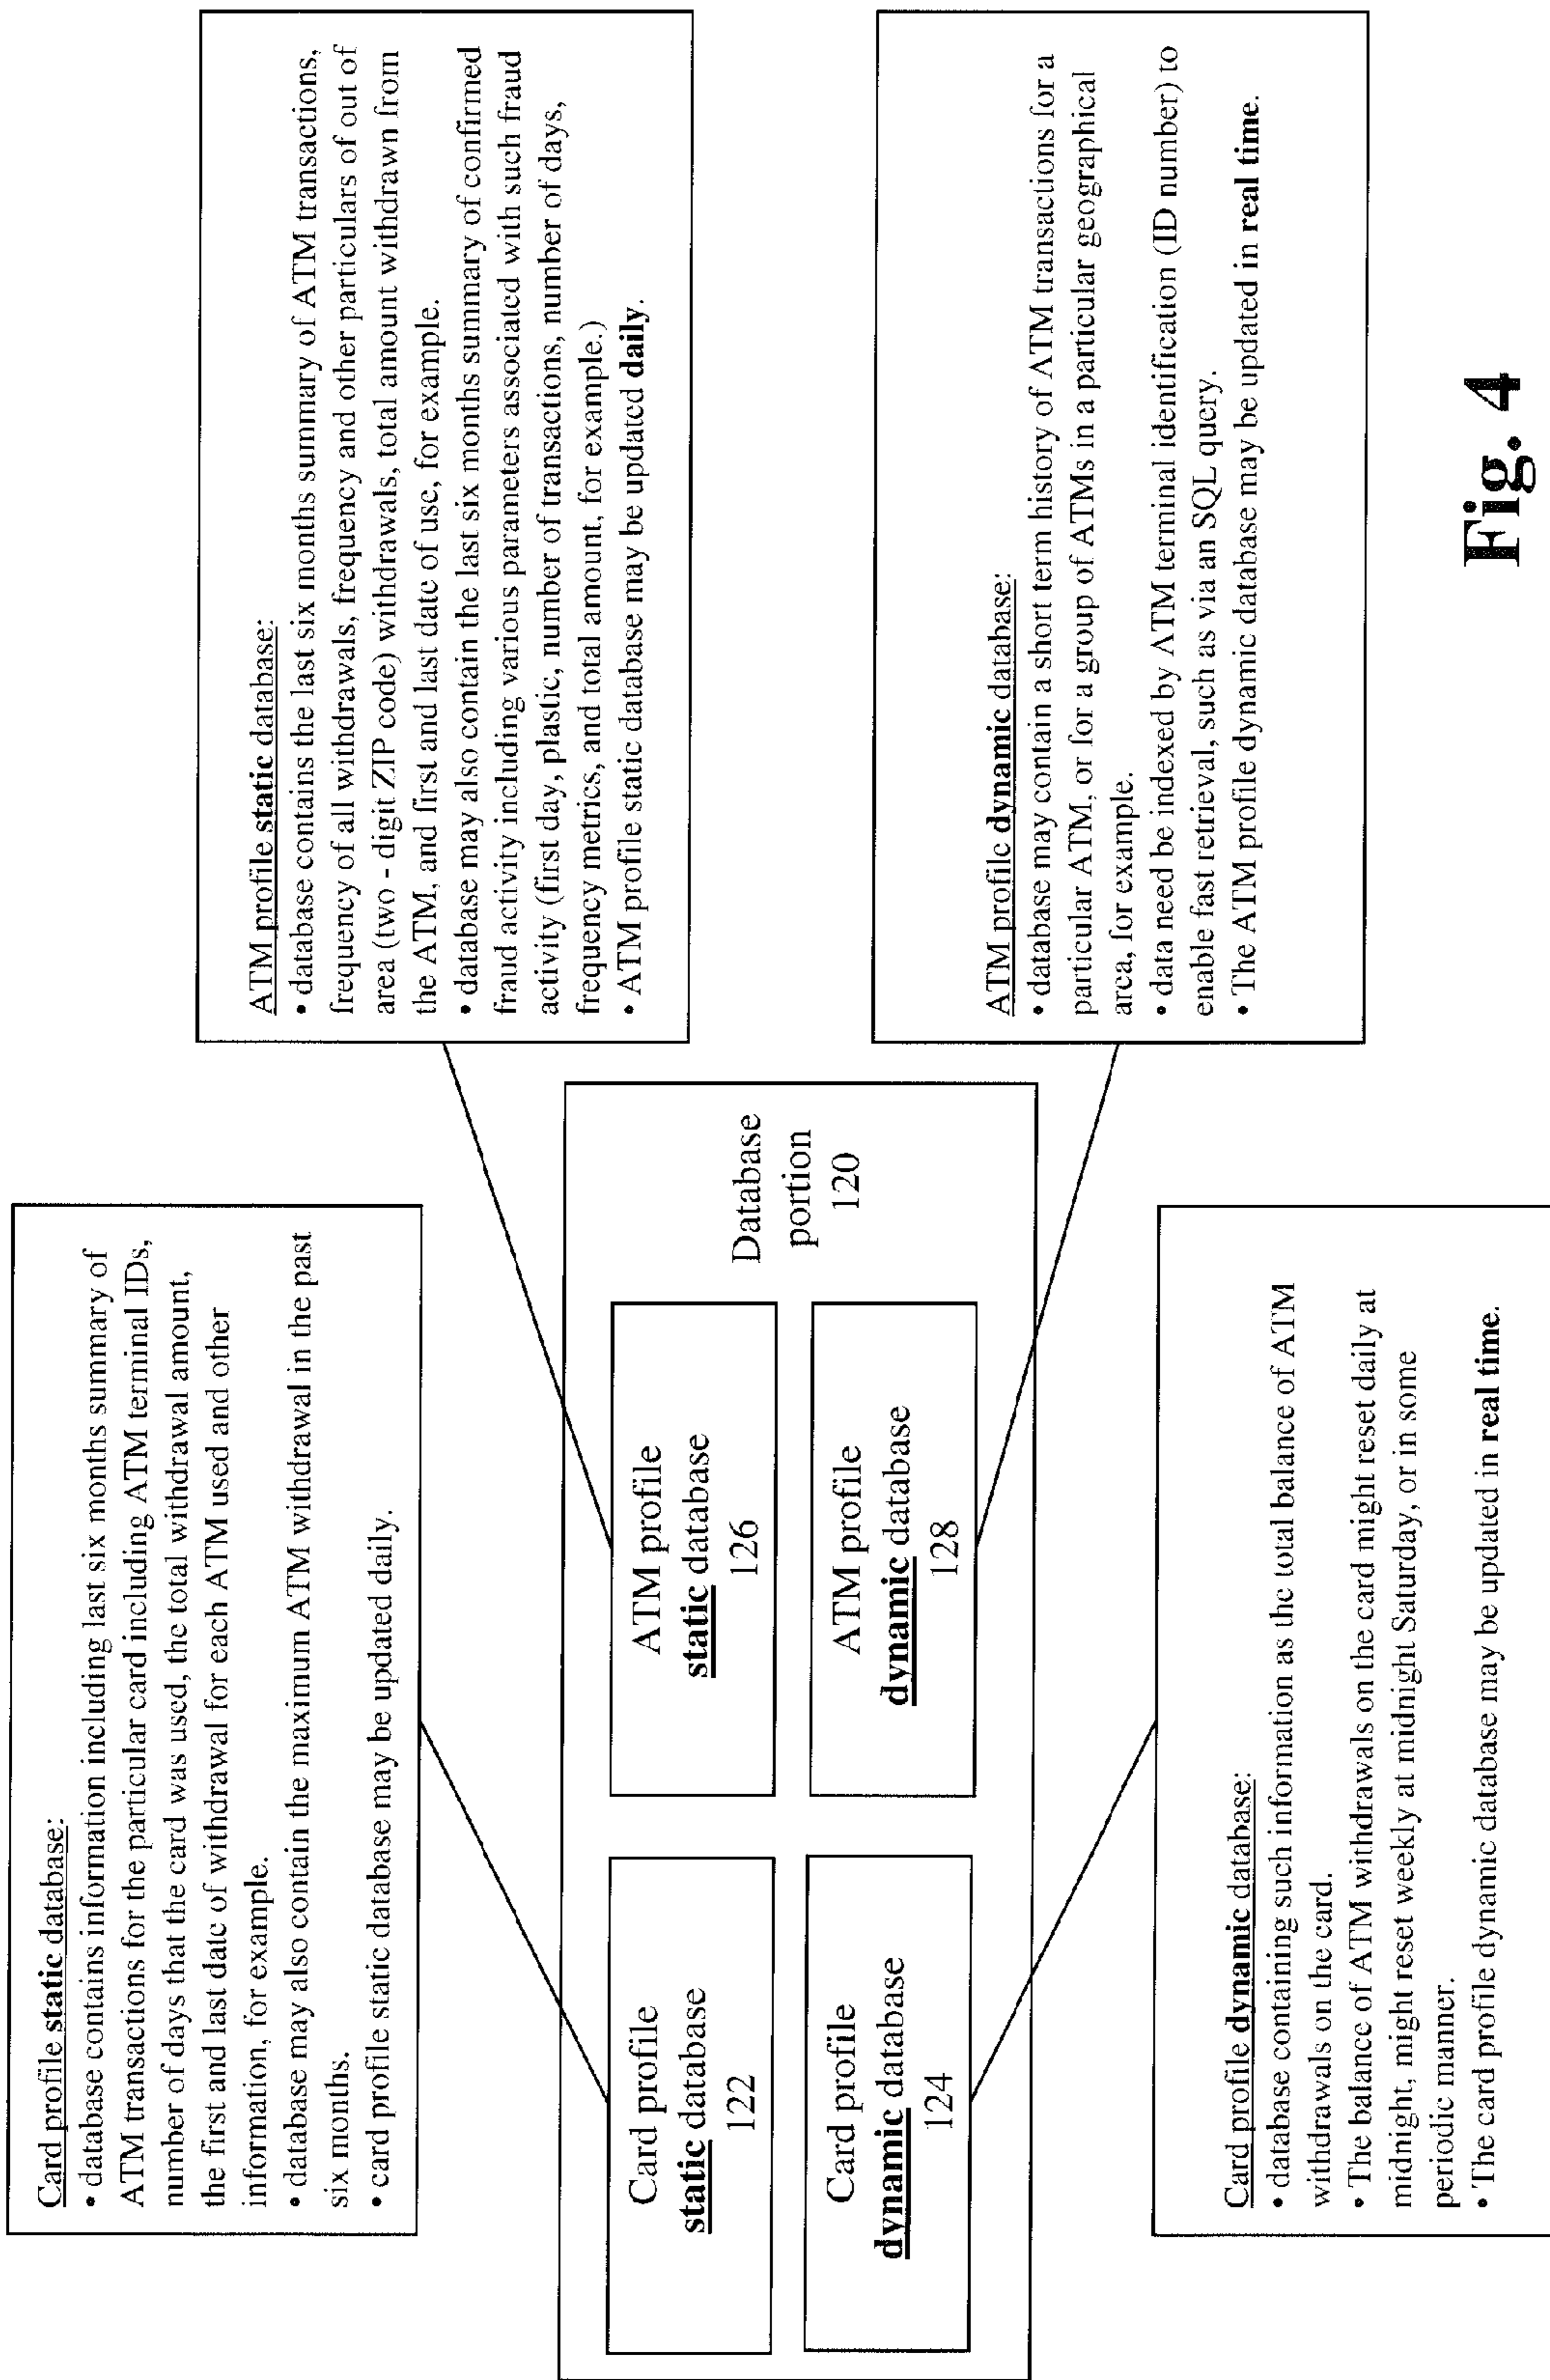 Card profile static database:
• database contains information including last six months summary of
ATM transactions for the particular card including ATM terminal IDs,
number of days that the card was used, the total withdrawal amount,
the first and last date of withdrawal for each ATM used and other
information, for example.
• database may also contain the maximum ATM withdrawal in the past
six months.
• card profile static database may be updated daily.
ATM profile static database:
• database contains the last six months summary of ATM transactions,
frequency of all withdrawals, frequency and other particulars of out of
area (two - digit ZIP code) withdrawals, total amount withdrawn from
the ATM, and first and last date of use, for example.
• database may also contain the last six months summary of confirmed
fraud activity including various parameters associated with such fraud
activity (first day, plastic, number of transactions, number of days,
frequency metrics, and total amount, for example.)
• ATM profile static database may be updated daily.
Card profile
static database
122
ATM profile
static database
126
Database
portion
120
Card profile
dynamic database
124
ATM profile
dynamic database
128
Card profile dynamic database:
• database containing such information as the total balance of ATM
withdrawals on the card.
• The balance of ATM withdrawals on the card might reset daily at
midnight, might reset weekly at midnight Saturday, or in some
periodic manner.
• The card profile dynamic database may be updated in real time.
ATM profile dynamic database:
• database may contain a short term history of ATM transactions for a
particular ATM, or for a group of ATMs in a particular geographical
area, for example.
• data need be indexed by ATM terminal identification (ID number) to
enable fast retrieval, such as via an SQL query.
• The ATM profile dynamic database may be updated in real time.
Fig. 4